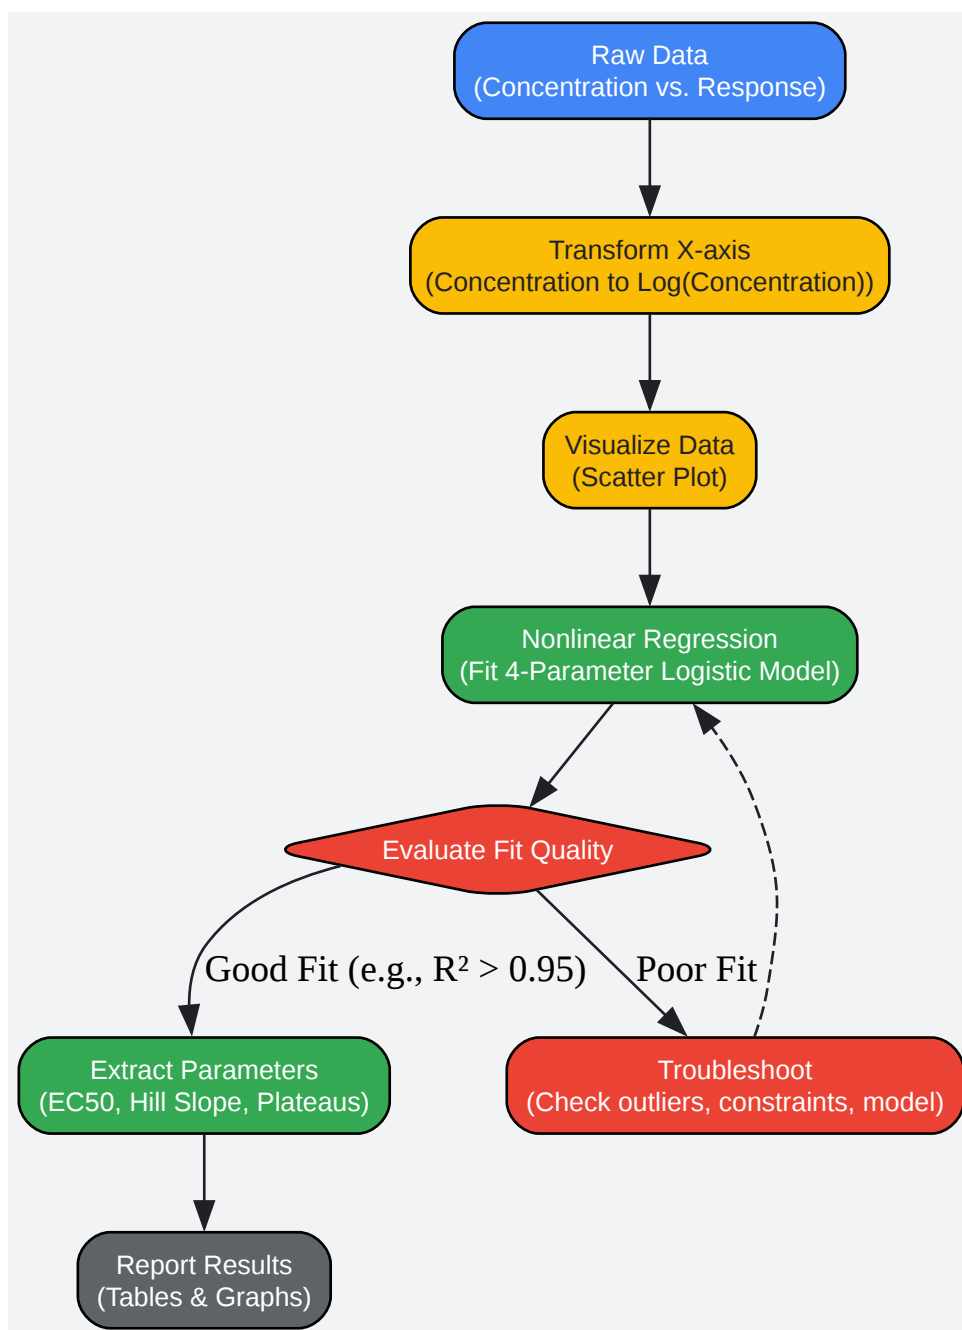 Raw Data
(Concentration vs. Response)
Transform X-axis
(Concentration to Log(Concentration))
Visualize Data
(Scatter Plot)
Nonlinear Regression
(Fit 4-Parameter Logistic Model)
Evaluate Fit Quality
Good Fit (e.g., R² > 0.95)
Poor Fit
Extract Parameters
(EC50, Hill Slope, Plateaus)
Troubleshoot
(Check outliers, constraints, model)
Report Results
(Tables & Graphs)